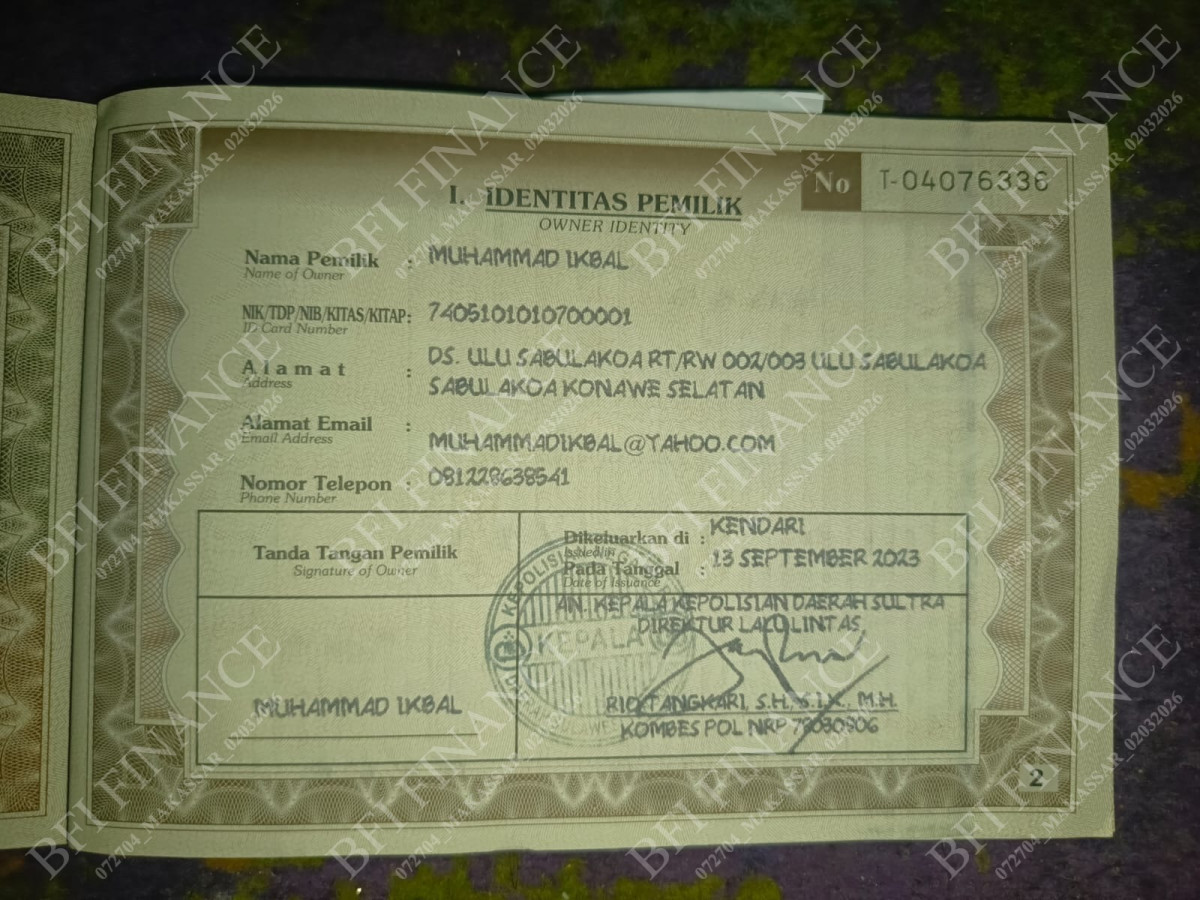 No T-04076336
I. IDENTITAS PEMILIK
OWNER IDENTITY
Nama Pemilik : MUHAMMAD IKBAL
Name of Owner
NIK/TDP/NIB/KITAS/KITAP: 7405101010700001
ID Card Number
Alamat : DS. ULU SABULAKOA RT/RW 002/003 ULU SABULAKOA
Address
SABULAKOA KONAWE SELATAN
Alamat Email :
Email Address
MUHAMMADIKBAL@YAHOO.COM
Nomor Telepon : 081228638541
Phone Number
Tanda Tangan Pemilik
Signature of Owner
Dikeluarkan di : KENDARI
Issued in
Pada Tanggal : 13 SEPTEMBER 2023
Date of Issuance
AN. KEPALA KEPOLISIAN DAERAH SULTRA
DIREKTUR LALU LINTAS
KEPALA
MUHAMMAD IKBAL
TANGKARI, S.H., S.I.K., M.H.
KOMBES POL NRP
2
BFI FINANCE
072704_MAKASSAR_02032026